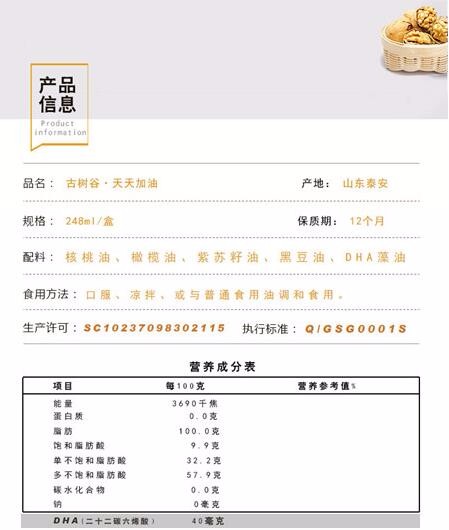 产品
信息
Product
information
品名： 古树谷·天天加油 产地： 山东泰安
规格： 248ml/盒 保质期： 12个月
配料： 核桃油、橄榄油、紫苏籽油、黑豆油、DHA藻油
食用方法： 口服、凉拌、或与普通食用油调和食用。
生产许可： SC10237098302115 执行标准： Q/GSG0001S
营养成分表
项目 每100克 营养参考值%
能量 3690千焦
蛋白质 0.0克
脂肪 100.0克
饱和脂肪酸 9.9克
单不饱和脂肪酸 32.2克
多不饱和脂肪酸 57.9克
碳水化合物 0.0克
钠 0毫克
DHA(二十二碳六烯酸) 40毫克